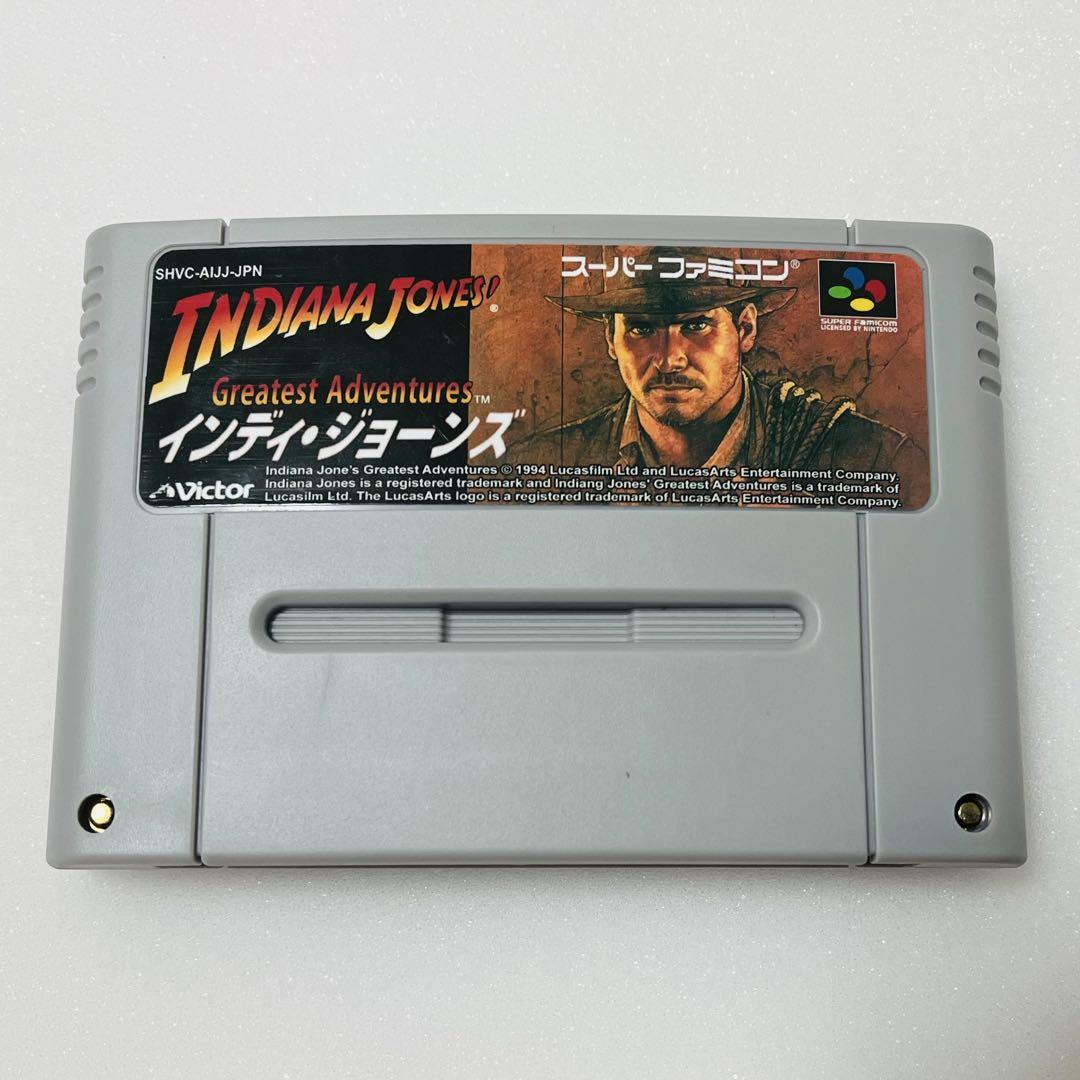 SHVC-AIJJ-JPN
INDIANA JONES®
Greatest Adventures™
インディ・ジョーンズ
スーパーファミコン®
SUPER FAMICOM
LICENSED BY NINTENDO
Victor
Indiana Jone's Greatest Adventures © 1994 Lucasfilm Ltd and LucasArts Entertainment Company.
Indiana Jones is a registered trademark and Indiang Jones' Greatest Adventures is a trademark of
Lucasilm Ltd. The LucasArts logo is a registered trademark of LucasArts Entertainment Company.